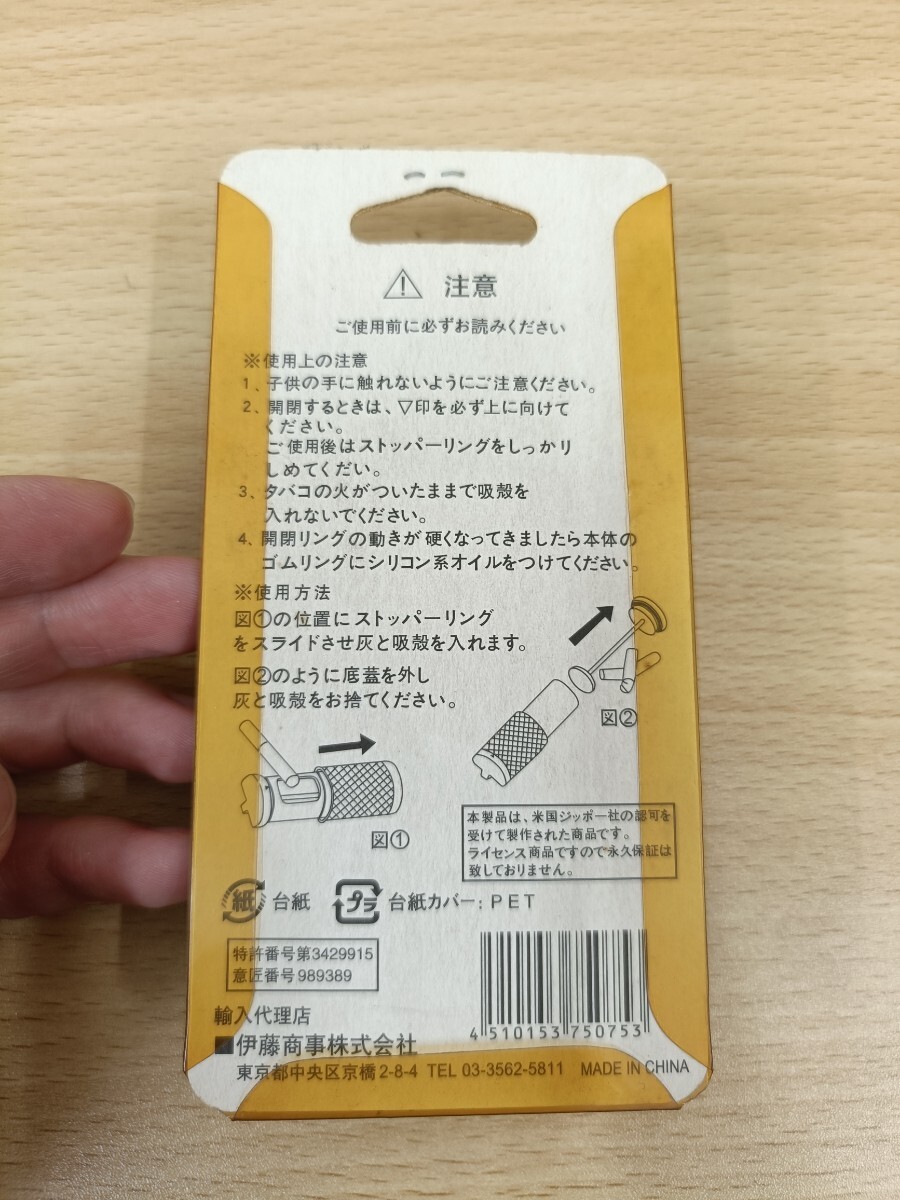 注意
ご使用前に必ずお読みください
※使用上の注意
1、子供の手に触れないようにご注意ください。
2、開閉するときは、▽印を必ず上に向けて
ください。
ご使用後はストッパーリングをしっかり
しめてくだい。
3、タバコの火がついたままで吸殻を
入れないでください。
4、開閉リングの動きが硬くなってきましたら本体の
ゴムリングにシリコン系オイルをつけてください。
※使用方法
図①の位置にストッパーリング
をスライドさせ灰と吸殻を入れます。
図②のように底蓋を外し
灰と吸殻をお捨てください。
図②
図①
本製品は、米国ジッポー社の認可を
受けて製作された商品です。
ライセンス商品ですので永久保証は
致しておりません。
紙 台紙 プラ 台紙カバー：PET
特許番号第3429915
意匠番号989389
4 510153 750753
輸入代理店
■伊藤商事株式会社
東京都中央区京橋2-8-4 TEL 03-3562-5811 MADE IN CHINA